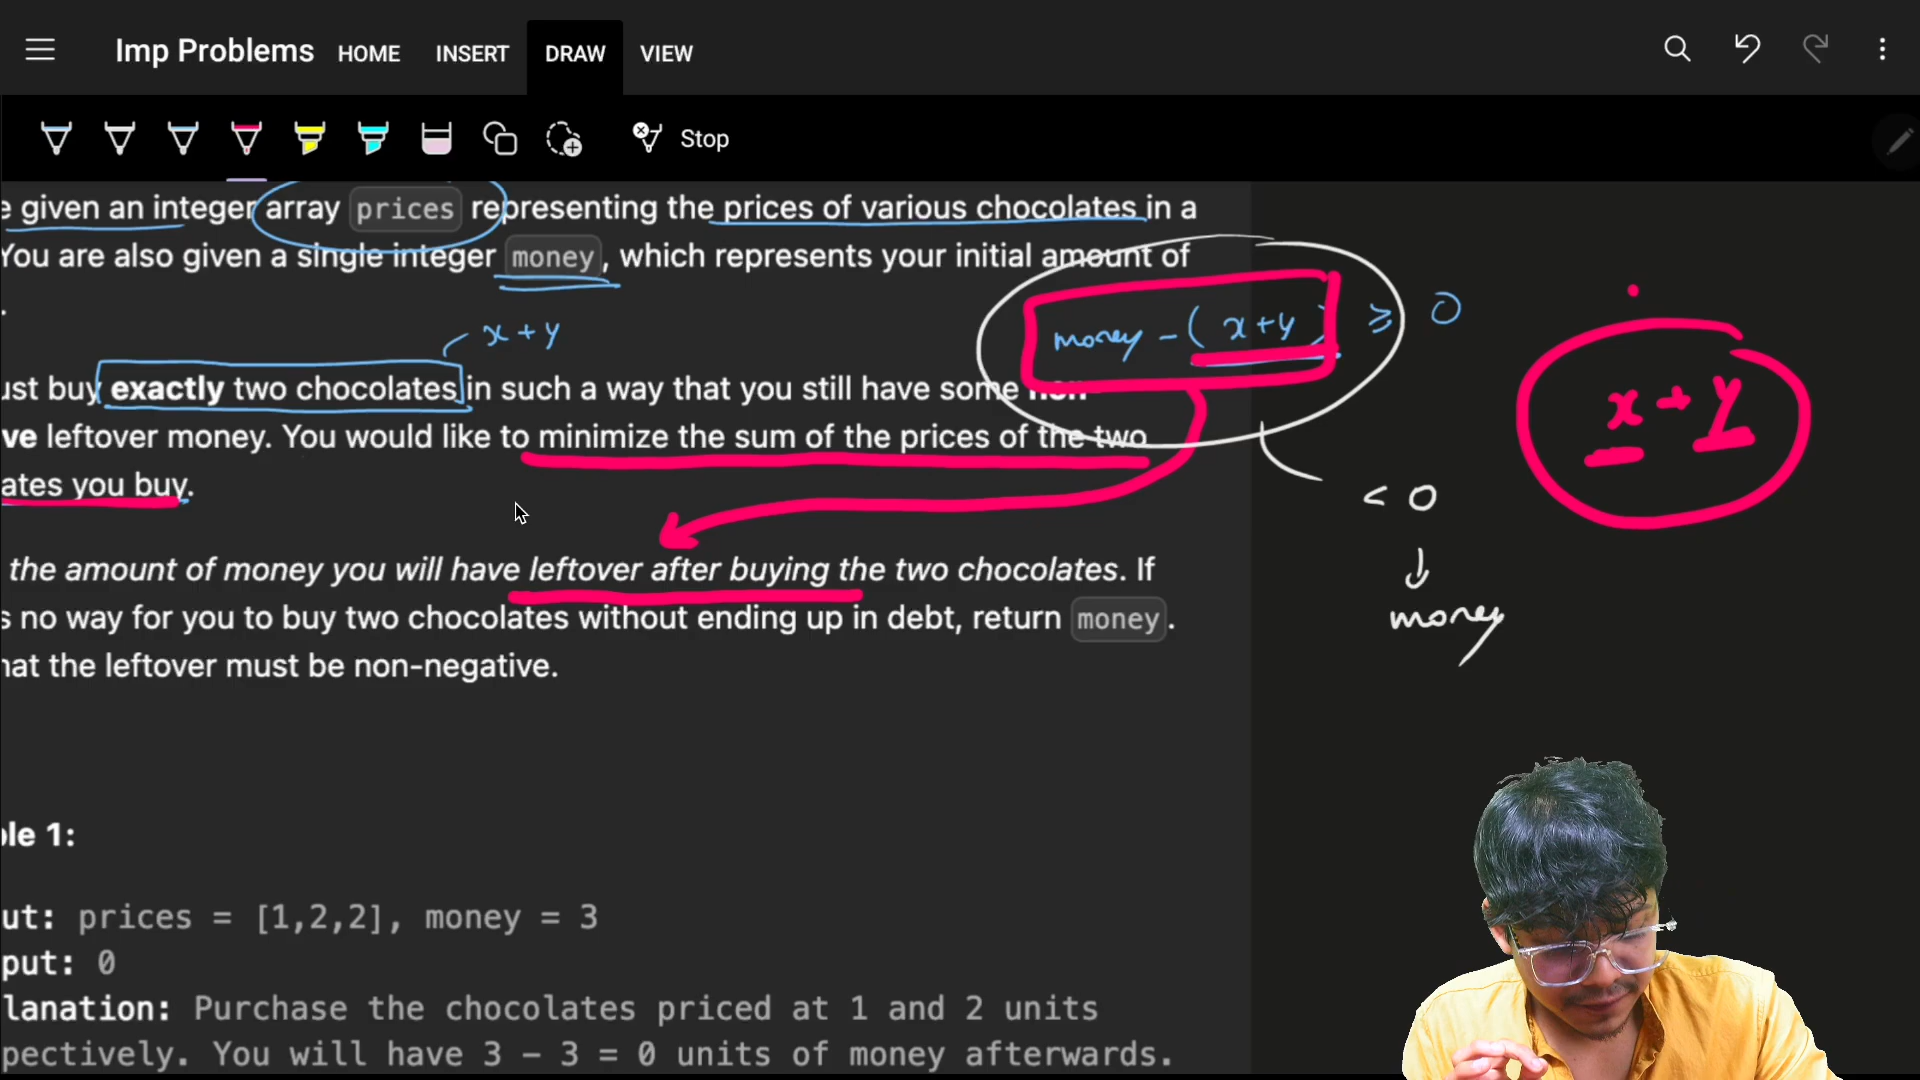 Imp Problems HOME INSERT DRAW VIEW
Stop
e given an integer array prices representing the prices of various chocolates in a
You are also given a single integer money, which represents your initial amount of
.
x + y
money - ( x+y ) ≥ 0
x + y
ust buy exactly two chocolates in such a way that you still have some non
ve leftover money. You would like to minimize the sum of the prices of the two
ates you buy.
< 0
money
the amount of money you will have leftover after buying the two chocolates. If
s no way for you to buy two chocolates without ending up in debt, return money.
hat the leftover must be non-negative.
ple 1:
ut: prices = [1,2,2], money = 3
put: 0
lanation: Purchase the chocolates priced at 1 and 2 units
pectively. You will have 3 - 3 = 0 units of money afterwards.